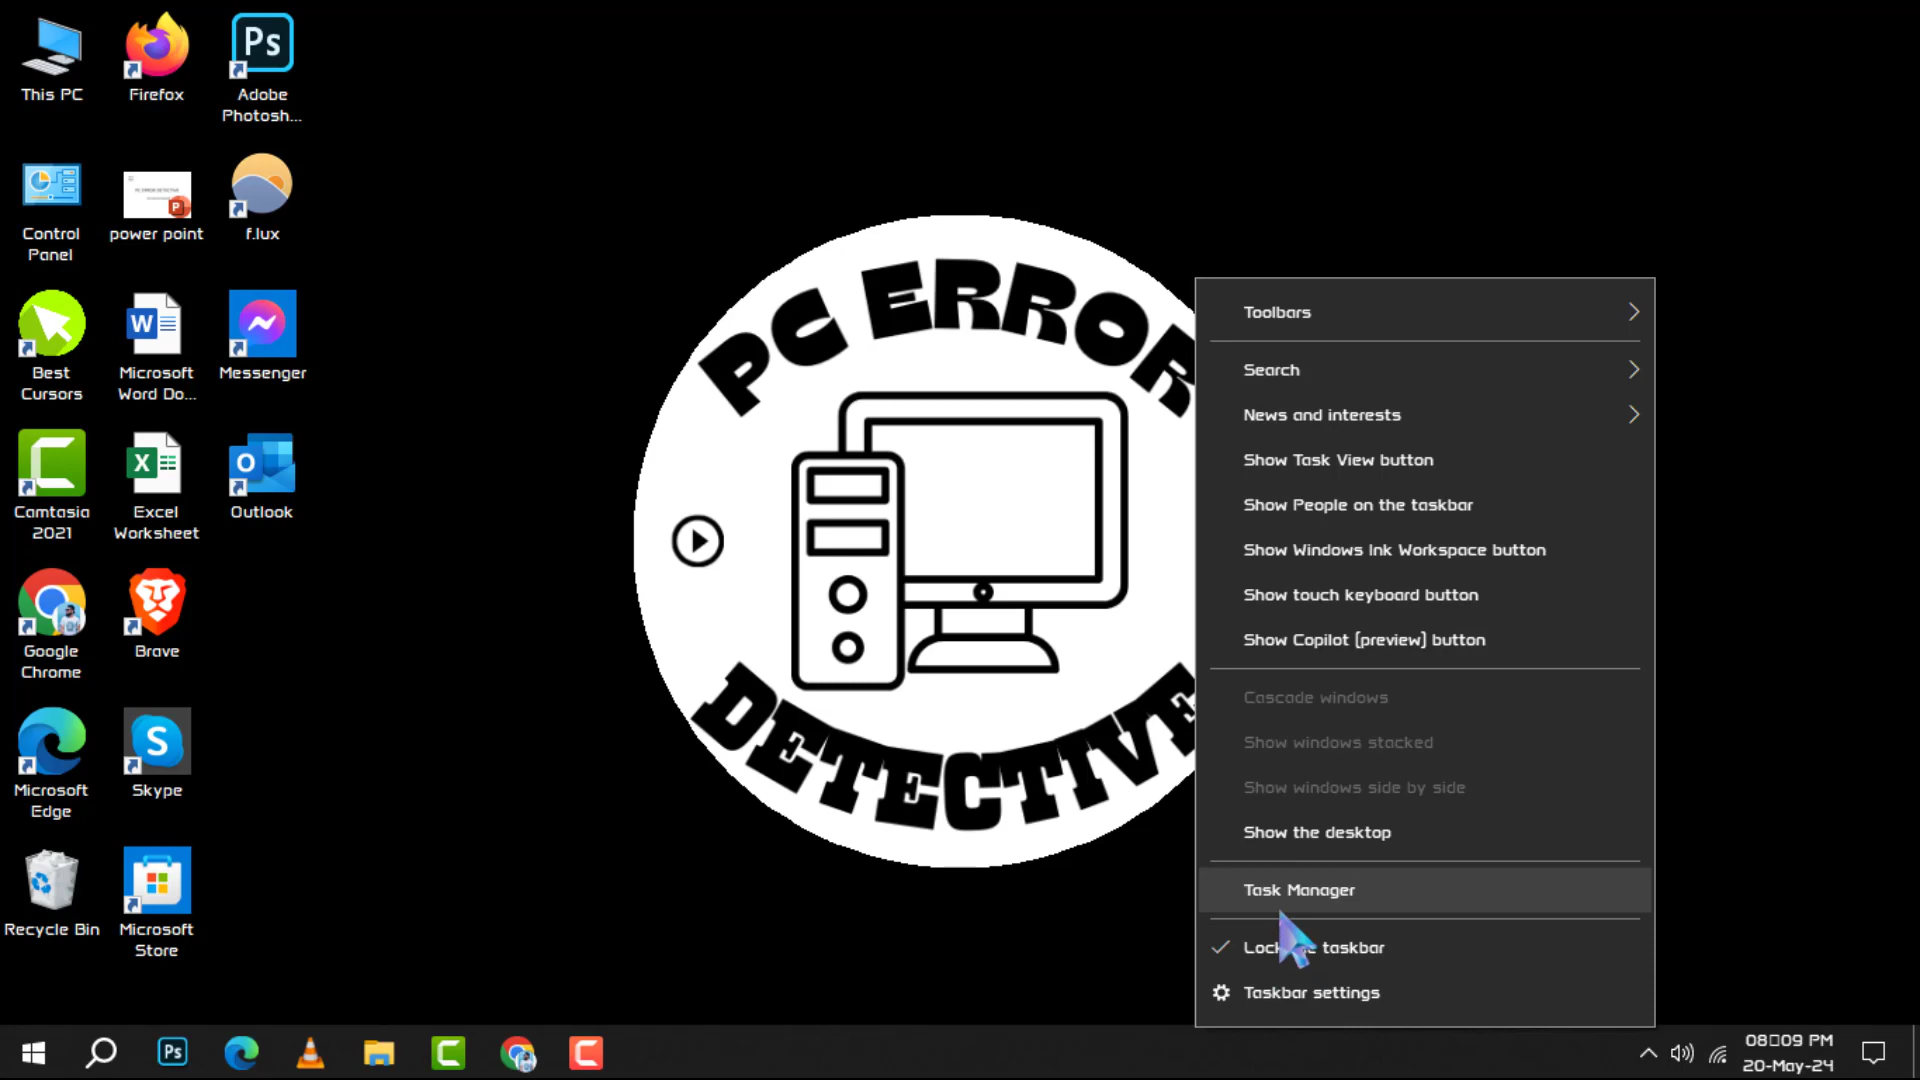 This PC
Firefox
Adobe
Photosh...
Control
Panel
power point
f.lux
Best
Cursors
Microsoft
Word Do...
Messenger
Camtasia
2021
Excel
Worksheet
Outlook
Google
Chrome
Brave
Microsoft
Edge
Skype
Recycle Bin
Microsoft
Store
PC ERROR
DETECTIVE
Toolbars
Search
News and interests
Show Task View button
Show People on the taskbar
Show Windows Ink Workspace button
Show touch keyboard button
Show Copilot (preview) button
Cascade windows
Show windows stacked
Show windows side by side
Show the desktop
Task Manager
Lock taskbar
Taskbar settings
08□09 PM
20-May-24